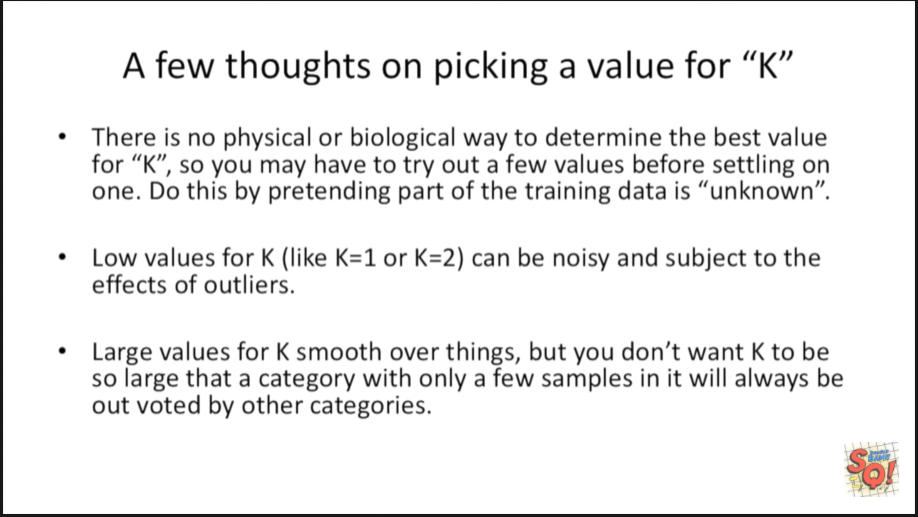 A few thoughts on picking a value for “K”
• There is no physical or biological way to determine the best value
for “K”, so you may have to try out a few values before settling on
one. Do this by pretending part of the training data is “unknown”.
• Low values for K (like K=1 or K=2) can be noisy and subject to the
effects of outliers.
• Large values for K smooth over things, but you don’t want K to be
so large that a category with only a few samples in it will always be
out voted by other categories.
SQ!